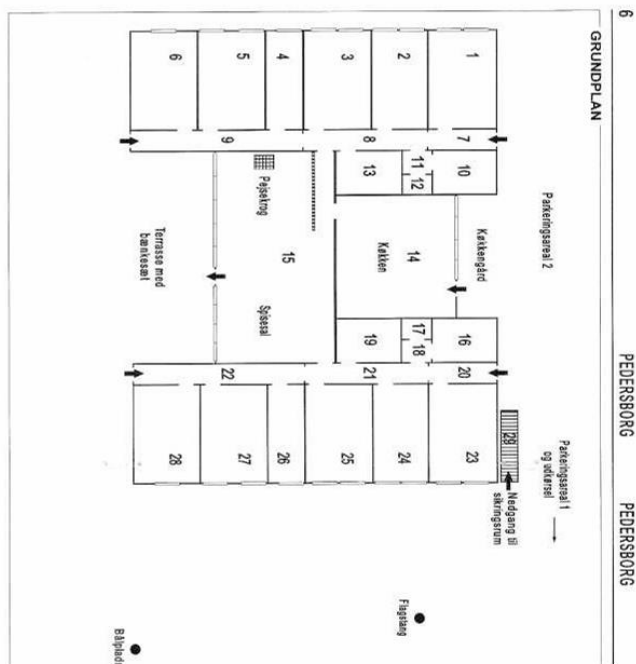 6 PEDERSBORG PEDERSBORG
GRUNDPLAN
Parkeringsareal 2
Parkeringsareal 1
og udkørsel
Nedgang til
sikringsrum
29
Køkkengård
1
7
10
16
20
23
2
8
11
12
14
Køkken
17
18
21
24
Flagstang
3
13
19
25
4
15
Pejsekrog
Spisesal
26
5
9
22
27
6
Terrasse med
bænkesæt
28
Bålplad